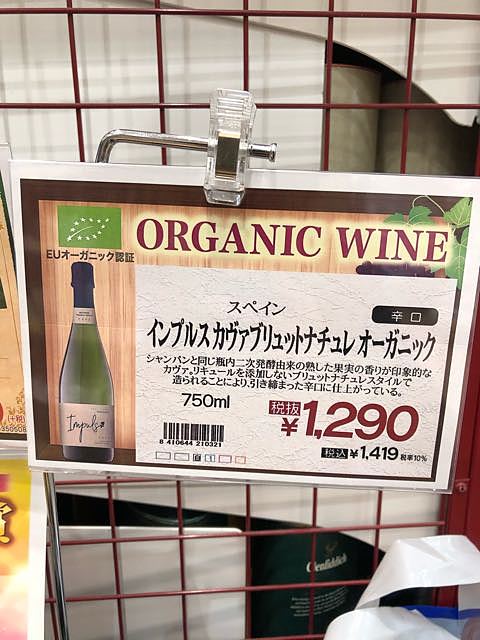 ORGANIC WINE
EUオーガニック認証
スペイン
辛口
インプルス カヴァブリュットナチュレ オーガニック
シャンパンと同じ瓶内二次発酵由来の熟した果実の香りが印象的な
カヴァ。リキュールを添加しないブリュットナチュレスタイルで
造られることにより、引き締まった辛口に仕上がっている。
750ml
税抜
¥1,290
税込 ¥1,419 税率10%
8 410644 210321
Impuls
Glenfiddich